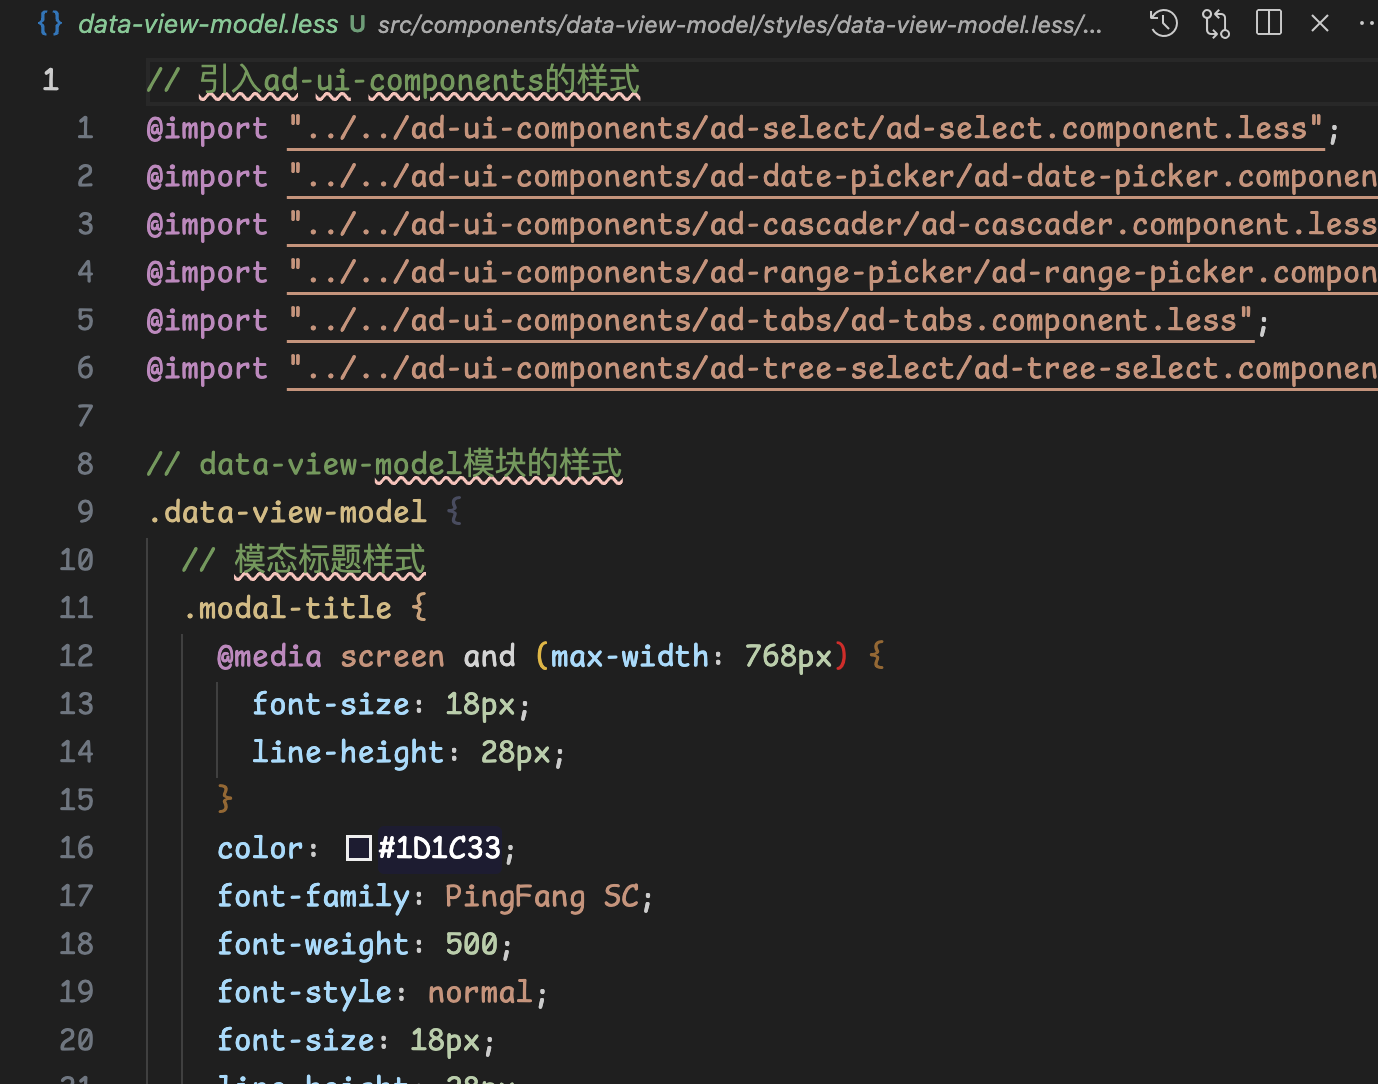 {} data-view-model.less U src/components/data-view-model/styles/data-view-model.less/...
1 // 引入ad-ui-components的样式
1 @import "../../ad-ui-components/ad-select/ad-select.component.less";
2 @import "../../ad-ui-components/ad-date-picker/ad-date-picker.componen
3 @import "../../ad-ui-components/ad-cascader/ad-cascader.component.less
4 @import "../../ad-ui-components/ad-range-picker/ad-range-picker.compon
5 @import "../../ad-ui-components/ad-tabs/ad-tabs.component.less";
6 @import "../../ad-ui-components/ad-tree-select/ad-tree-select.componen
7
8 // data-view-model模块的样式
9 .data-view-model {
10 // 模态标题样式
11 .modal-title {
12 @media screen and (max-width: 768px) {
13 font-size: 18px;
14 line-height: 28px;
15 }
16 color: #1D1C33;
17 font-family: PingFang SC;
18 font-weight: 500;
19 font-style: normal;
20 font-size: 18px;
21 line-height: 28px